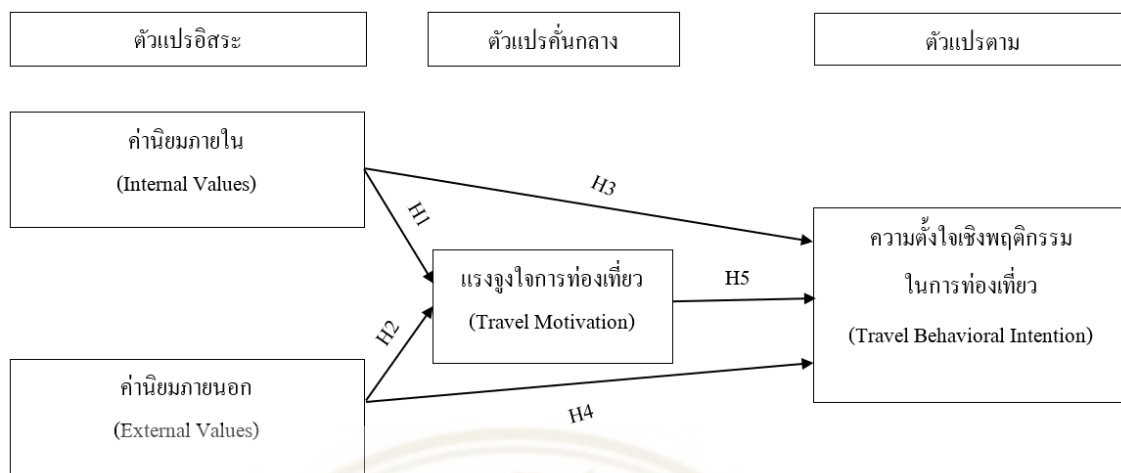 ตัวแปรอิสระ
ตัวแปรคั่นกลาง
ตัวแปรตาม
ค่านิยมภายใน
(Internal Values)
H3
H1
แรงจูงใจการท่องเที่ยว
(Travel Motivation)
H5
ความตั้งใจเชิงพฤติกรรม
ในการท่องเที่ยว
(Travel Behavioral Intention)
H2
ค่านิยมภายนอก
(External Values)
H4